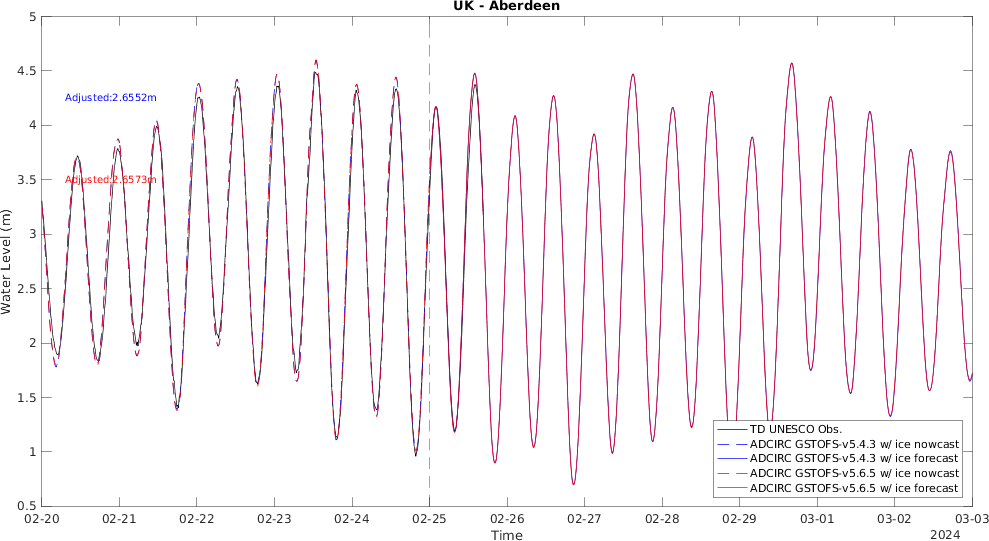 UK - Aberdeen
5
4.5
4
3.5
3
2.5
2
1.5
1
0.5
Water Level (m)
Adjusted:2.6552m
Adjusted:2.6573m
TD UNESCO Obs.
ADCIRC GSTOFS-v5.4.3 w/ ice nowcast
ADCIRC GSTOFS-v5.4.3 w/ ice forecast
ADCIRC GSTOFS-v5.6.5 w/ ice nowcast
ADCIRC GSTOFS-v5.6.5 w/ ice forecast
02-20 02-21 02-22 02-23 02-24 02-25 02-26 02-27 02-28 02-29 03-01 03-02 03-03
Time
2024